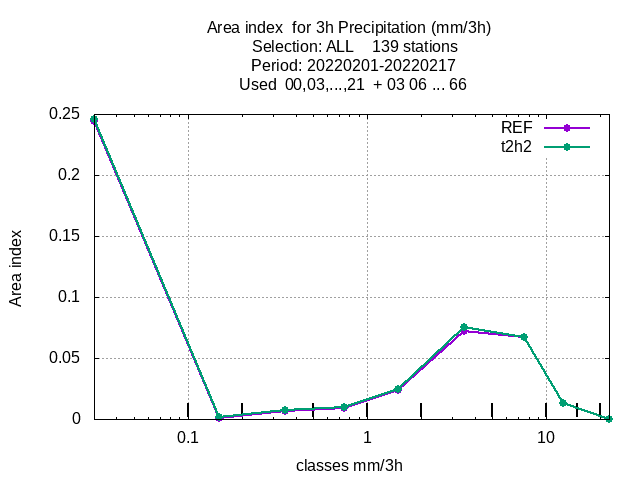 Area index  for 3h Precipitation (mm/3h)
Selection: ALL    139 stations
Period: 20220201-20220217
Used  00,03,...,21  + 03 06 ... 66
REF
t2h2
0.25
0.2
0.15
0.1
0.05
0
Area index
0.1
1
10
classes mm/3h